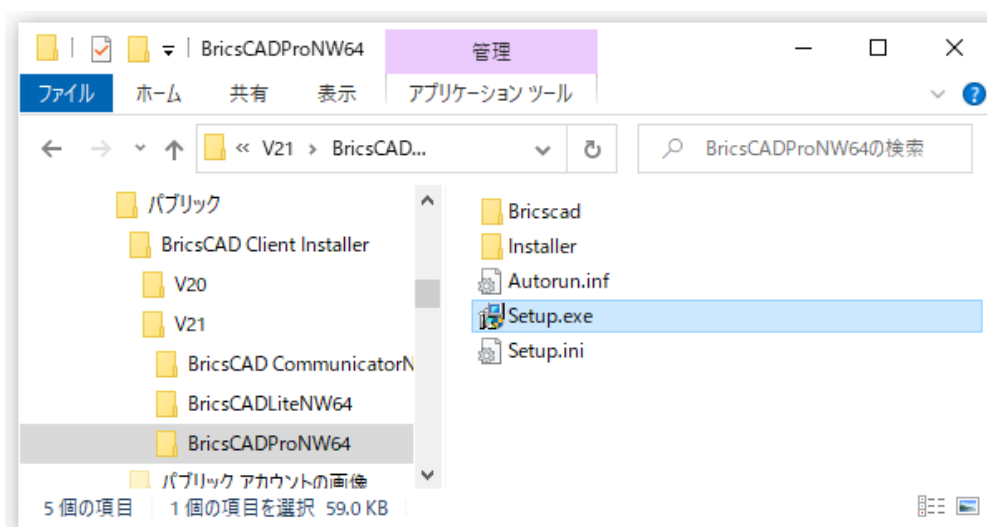 BricsCADProNW64
管理
ファイル ホーム 共有 表示 アプリケーション ツール
« V21 › BricsCAD...
BricsCADProNW64の検索
パブリック
BricsCAD Client Installer
V20
V21
BricsCAD CommunicatorN
BricsCADLiteNW64
BricsCADProNW64
パブリック アカウントの画像
Bricscad
Installer
Autorun.inf
Setup.exe
Setup.ini
5 個の項目 1 個の項目を選択 59.0 KB